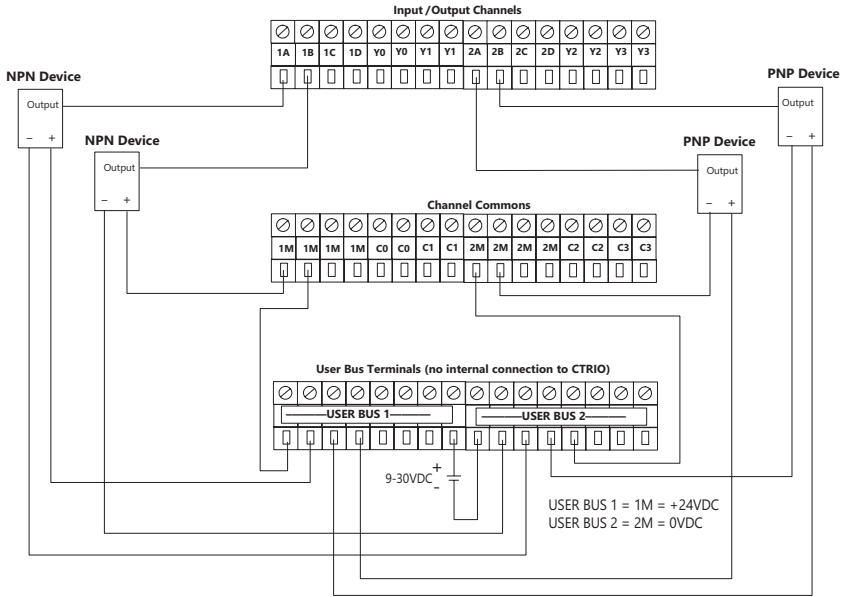 Input /Output Channels
1A 1B 1C 1D Y0 Y0 Y1 Y1 2A 2B 2C 2D Y2 Y2 Y3 Y3
NPN Device
PNP Device
Output
Output
- +
- +
NPN Device
PNP Device
Output
Output
- +
- +
Channel Commons
1M 1M 1M 1M C0 C0 C1 C1 2M 2M 2M 2M C2 C2 C3 C3
User Bus Terminals (no internal connection to CTRIO)
USER BUS 1
USER BUS 2
9-30VDC
+
-
USER BUS 1 = 1M = +24VDC
USER BUS 2 = 2M = 0VDC